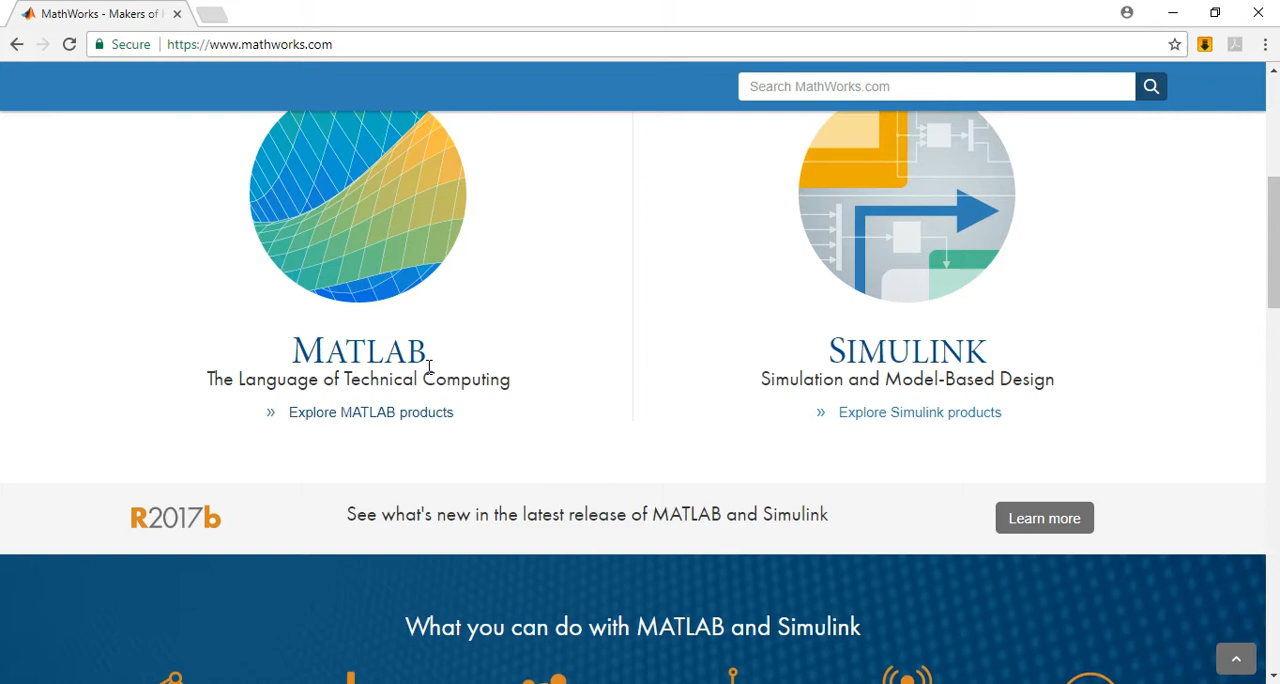 MathWorks - Makers of
Secure https://www.mathworks.com
Search MathWorks.com
MATLAB
The Language of Technical Computing
» Explore MATLAB products
SIMULINK
Simulation and Model-Based Design
» Explore Simulink products
R2017b
See what's new in the latest release of MATLAB and Simulink
Learn more
What you can do with MATLAB and Simulink